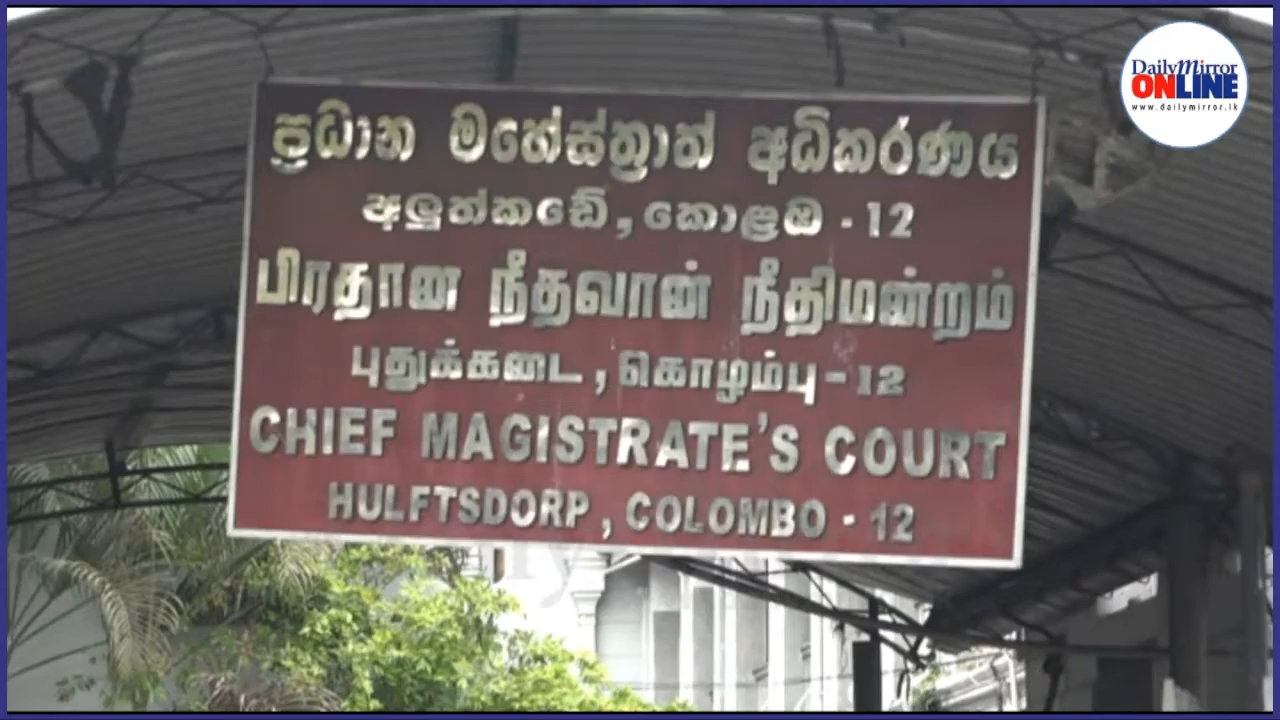 DailyMirror
ONLINE
www.dailymirror.lk
ප්‍රධාන මහේස්ත්‍රාත් අධිකරණය
අලුත්කඩේ, කොළඹ - 12
பிரதான நீதவான் நீதிமன்றம்
புதுக்கடை, கொழும்பு - 12
CHIEF MAGISTRATE'S COURT
HULFTSDORP, COLOMBO - 12